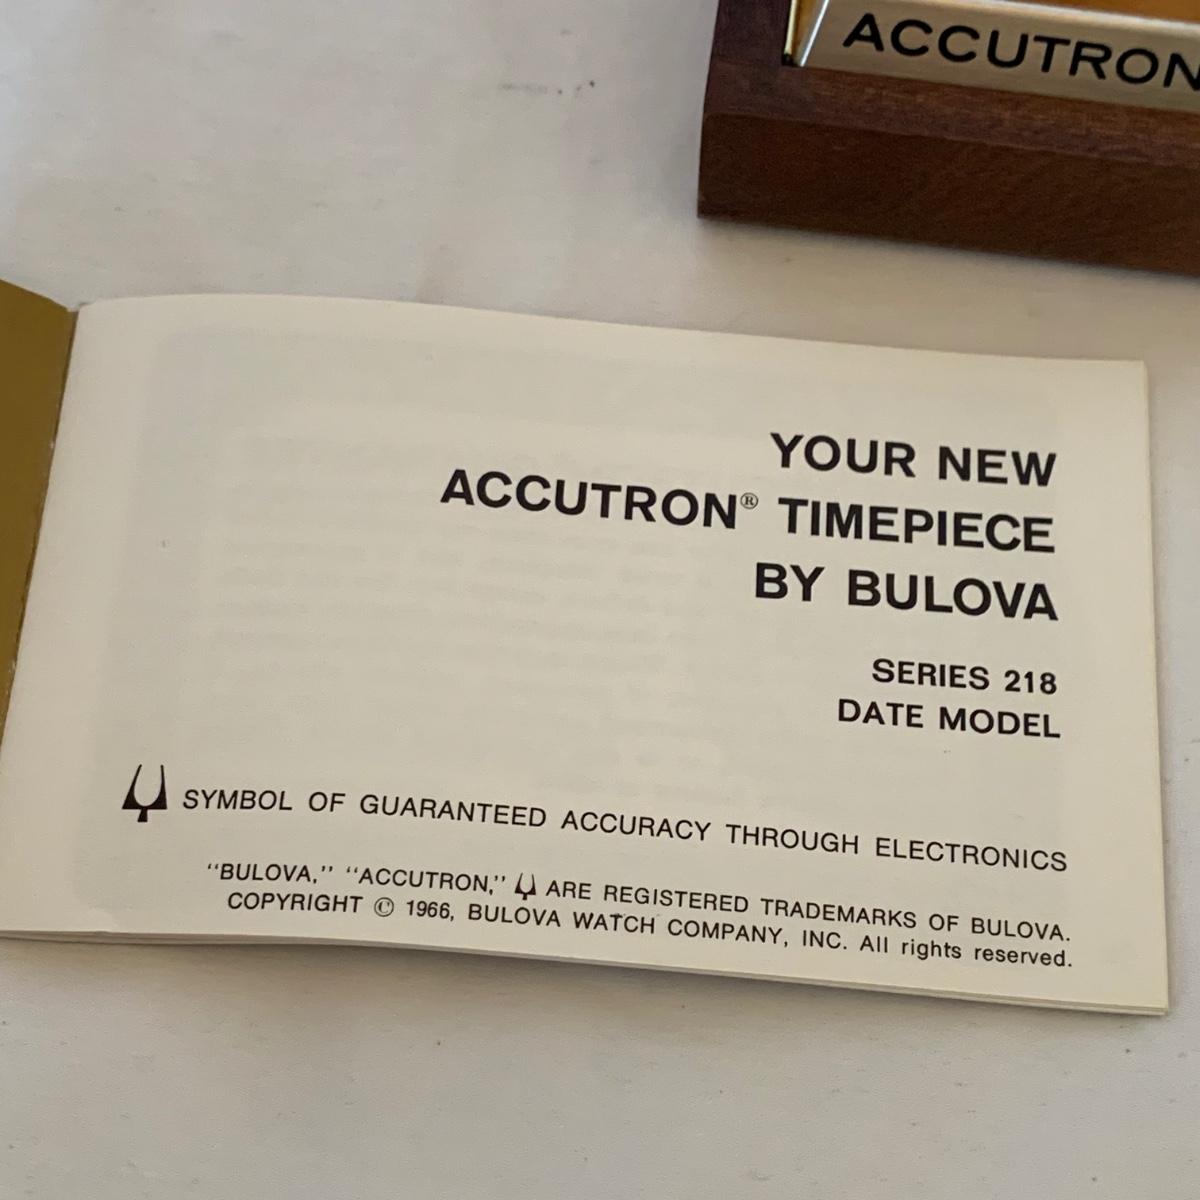 ACCUTRON
YOUR NEW
ACCUTRON® TIMEPIECE
BY BULOVA
SERIES 218
DATE MODEL
SYMBOL OF GUARANTEED ACCURACY THROUGH ELECTRONICS
"BULOVA," "ACCUTRON," ARE REGISTERED TRADEMARKS OF BULOVA.
COPYRIGHT © 1966, BULOVA WATCH COMPANY, INC. All rights reserved.